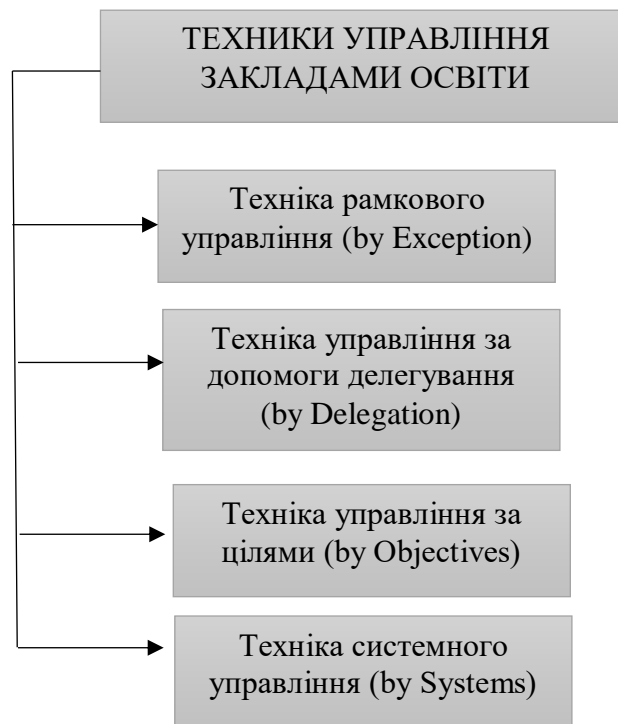 ТЕХНИКИ УПРАВЛІННЯ
ЗАКЛАДАМИ ОСВІТИ
Техніка рамкового
управління (by Exception)
Техніка управління за
допомоги делегування
(by Delegation)
Техніка управління за
цілями (by Objectives)
Техніка системного
управління (by Systems)